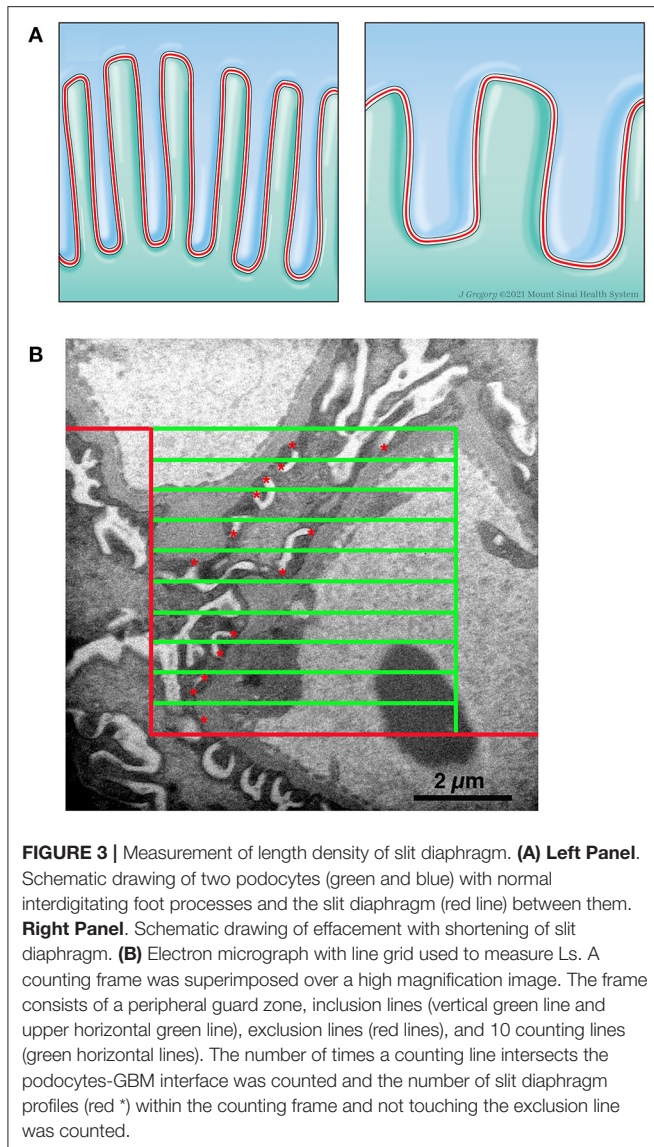 A
J Gregory ©2021 Mount Sinai Health System
B
2 µm
FIGURE 3 | Measurement of length density of slit diaphragm. (A) Left Panel.
Schematic drawing of two podocytes (green and blue) with normal
interdigitating foot processes and the slit diaphragm (red line) between them.
Right Panel. Schematic drawing of effacement with shortening of slit
diaphragm. (B) Electron micrograph with line grid used to measure Ls. A
counting frame was superimposed over a high magnification image. The frame
consists of a peripheral guard zone, inclusion lines (vertical green line and
upper horizontal green line), exclusion lines (red lines), and 10 counting lines
(green horizontal lines). The number of times a counting line intersects the
podocytes-GBM interface was counted and the number of slit diaphragm
profiles (red *) within the counting frame and not touching the exclusion line
was counted.